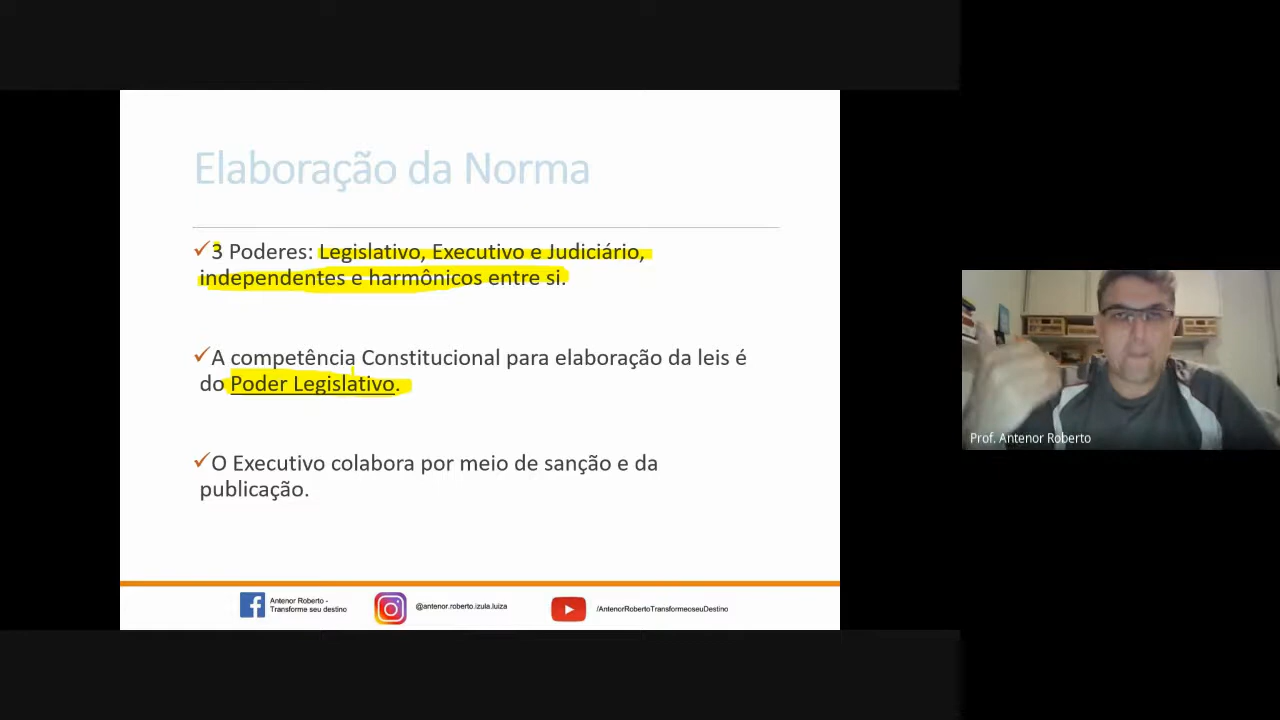 Elaboração da Norma
3 Poderes: Legislativo, Executivo e Judiciário,
independentes e harmônicos entre si.
A competência Constitucional para elaboração da leis é
do Poder Legislativo.
O Executivo colabora por meio de sanção e da
publicação.
Antenor Roberto -
Transforme seu destino
@antenor.roberto.izula.luiza
/AntenorRobertoTransformeoseuDestino
Prof. Antenor Roberto